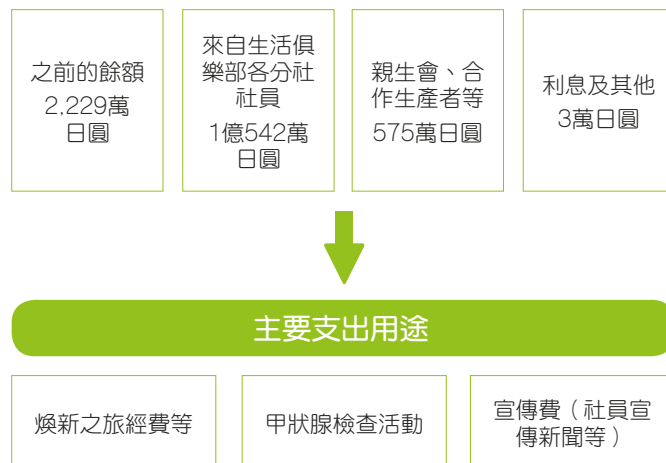 之前的餘額
2,229萬
日圓
來自生活俱
樂部各分社
社員
1億542萬
日圓
親生會、合
作生產者等
575萬日圓
利息及其他
3萬日圓
主要支出用途
煥新之旅經費等
甲狀腺檢查活動
宣傳費（社員宣
傳新聞等）